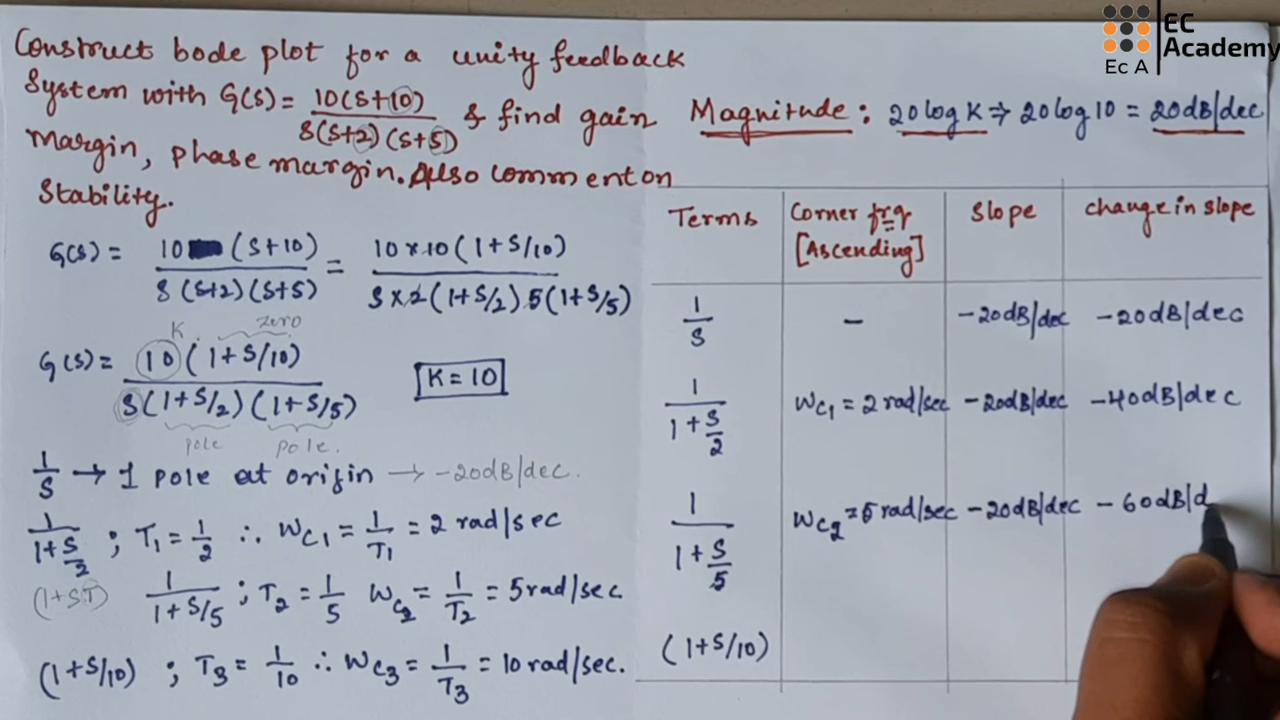 EC
Academy
Ec A
Construct bode plot for a unity feedback
System with G(s) = 10(s+10) / s(s+2)(s+5) & find gain
margin, phase margin. Also comment on
Stability.
G(s) = 10 (s+10) / s(s+2)(s+5) = 10×10(1+s/10) / s×2(1+s/2) 5(1+s/5)
K. zero
G(s) = 10(1+s/10) / s(1+s/2)(1+s/5)
K = 10
pole pole.
1/s → 1 pole at origin → -20dB/dec.
1/(1+s/2) ; T1 = 1/2 ∴ ωc1 = 1/T1 = 2 rad/sec
(1+sT) 1/(1+s/5) ; T2 = 1/5 ωc2 = 1/T2 = 5 rad/sec
(1+s/10) ; T3 = 1/10 ∴ ωc3 = 1/T3 = 10 rad/sec.
Magnitude : 20 log K ⇒ 20 log 10 = 20dB/dec
Terms Corner frq [Ascending] Slope change in slope
1/s - -20dB/dec -20dB/dec
1/(1+s/2) ωc1 = 2 rad/sec -20dB/dec -40dB/dec
1/(1+s/5) ωc2 = 5 rad/sec -20dB/dec -60dB/d
(1+s/10)